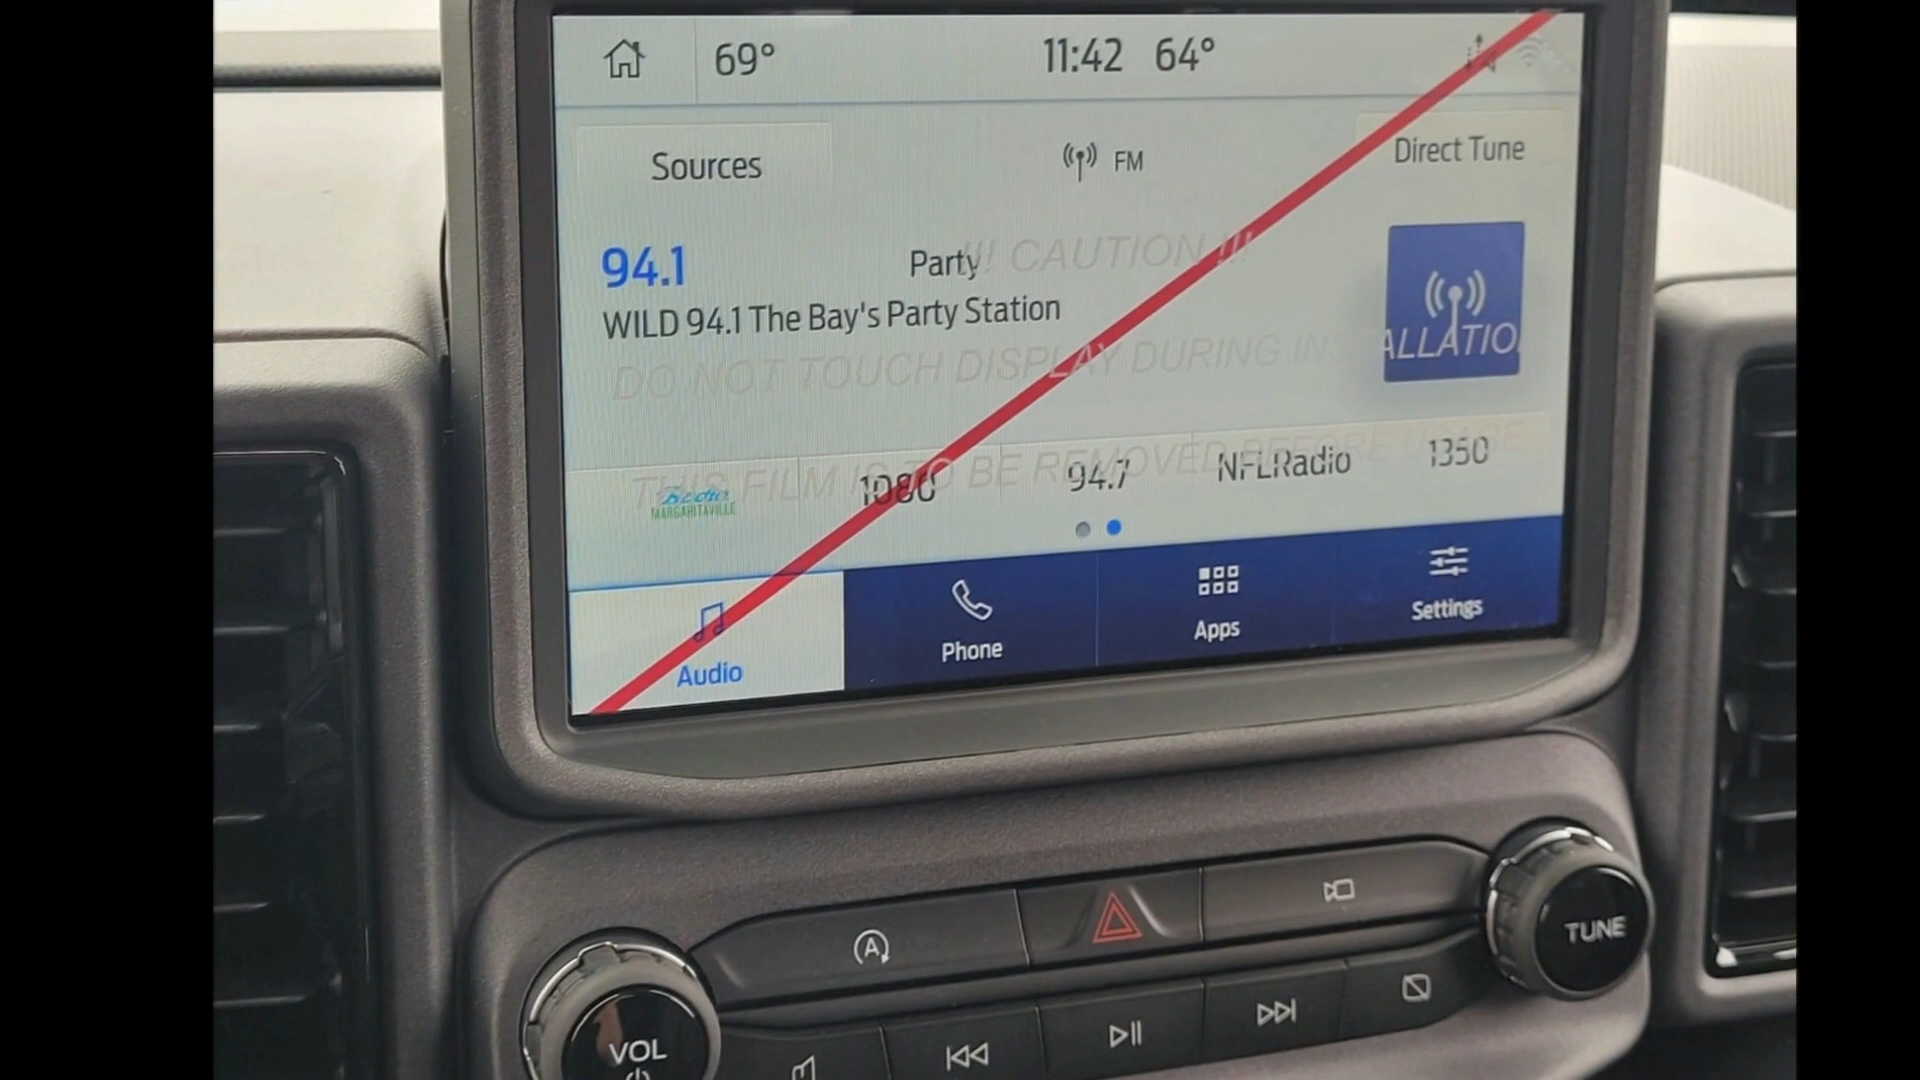 69° 11:42 64°
Sources FM Direct Tune
94.1 Party
!!! CAUTION !!!
WILD 94.1 The Bay's Party Station
DO NOT TOUCH DISPLAY DURING INSTALLATION
THIS FILM IS TO BE REMOVED BEFORE USAGE
Radio MARGARITAVILLE 1080 94.7 NFLRadio 1350
Audio Phone Apps Settings
A
TUNE
VOL